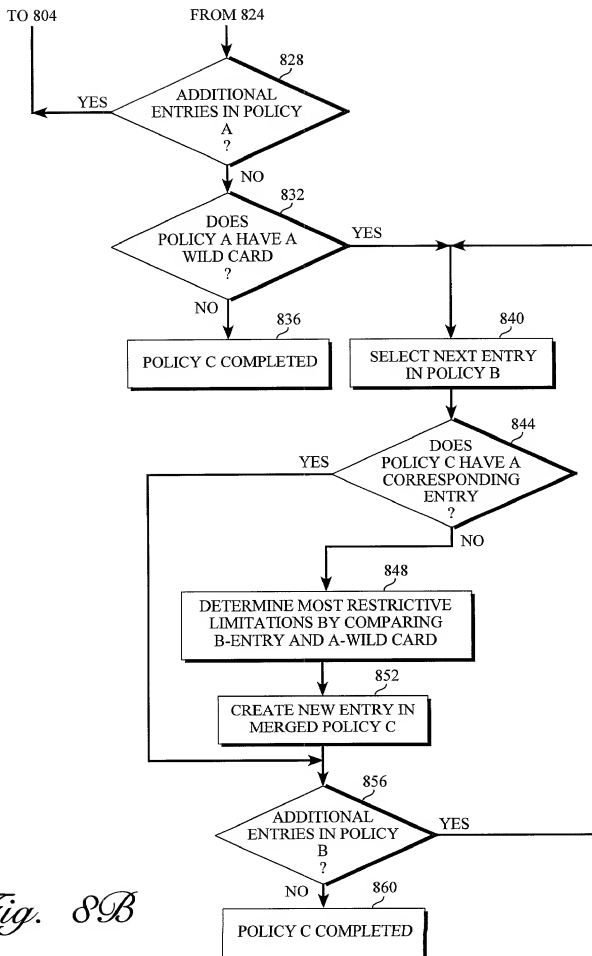 TO 804
FROM 824
828
ADDITIONAL
ENTRIES IN POLICY
A
?
YES
NO
832
DOES
POLICY A HAVE A
WILD CARD
?
YES
NO
836
POLICY C COMPLETED
840
SELECT NEXT ENTRY
IN POLICY B
844
DOES
POLICY C HAVE A
CORRESPONDING
ENTRY
?
YES
NO
848
DETERMINE MOST RESTRICTIVE
LIMITATIONS BY COMPARING
B-ENTRY AND A-WILD CARD
852
CREATE NEW ENTRY IN
MERGED POLICY C
856
ADDITIONAL
ENTRIES IN POLICY
B
?
YES
NO
860
POLICY C COMPLETED
ig. 8B